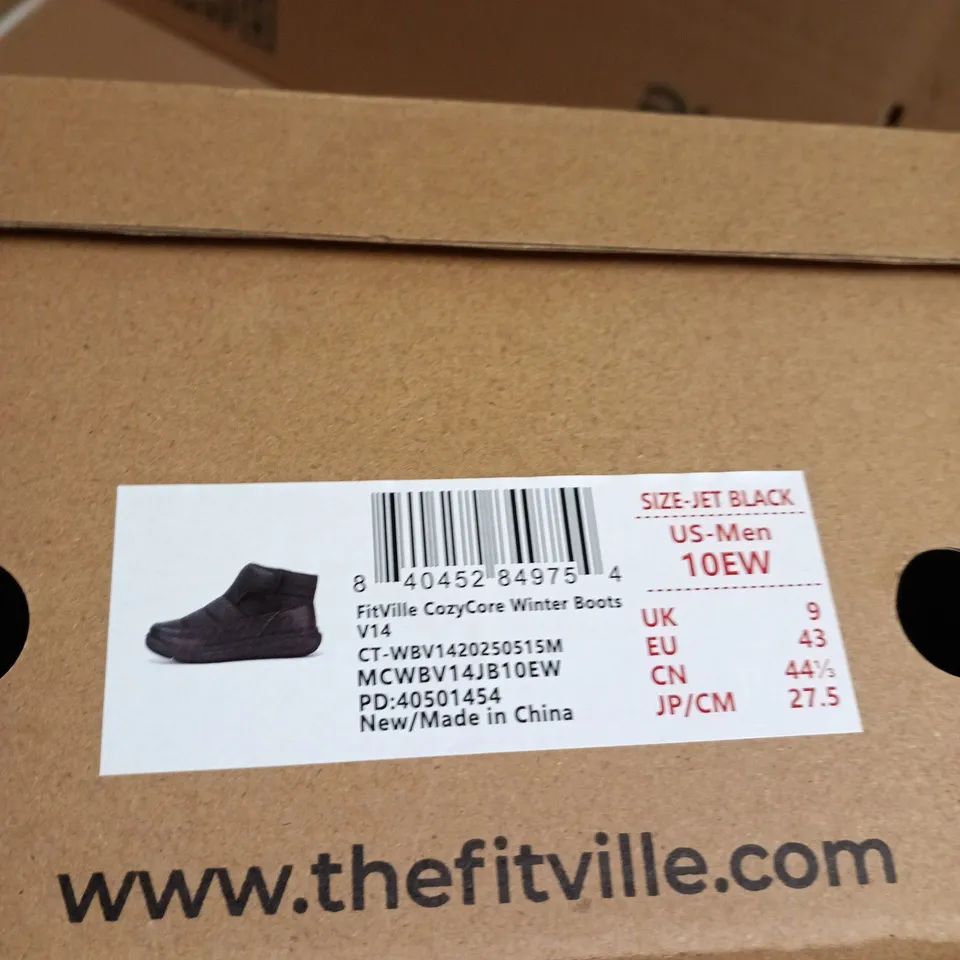 8 40452 84975 4
FitVille CozyCore Winter Boots
V14
CT-WBV1420250515M
MCWBV14JB10EW
PD:40501454
New/Made in China
SIZE-JET BLACK
US-Men
10EW
UK 9
EU 43
CN 44⅓
JP/CM 27.5
www.thefitville.com